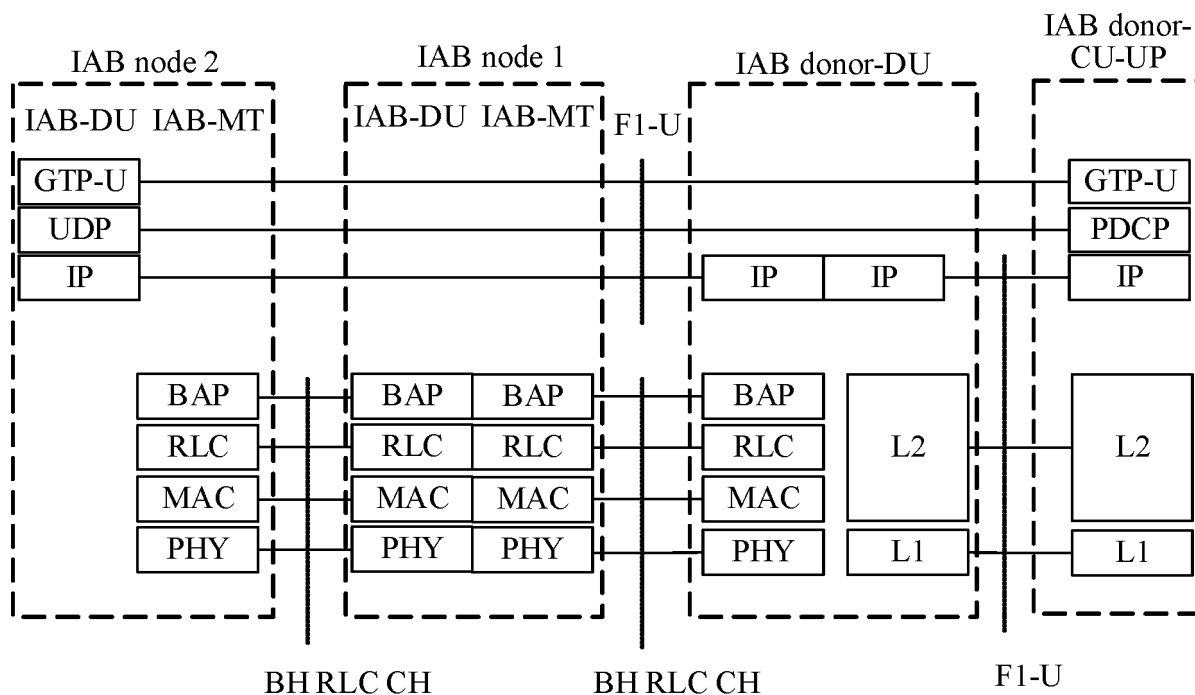 IAB donor-
CU-UP
IAB node 2
IAB node 1
IAB donor-DU
IAB-DU IAB-MT
IAB-DU IAB-MT
F1-U
GTP-U
GTP-U
UDP
PDCP
IP
IP
IP
IP
BAP
BAP
BAP
BAP
RLC
RLC
RLC
RLC
L2
L2
MAC
MAC
MAC
MAC
PHY
PHY
PHY
PHY
L1
L1
BH RLC CH
BH RLC CH
F1-U